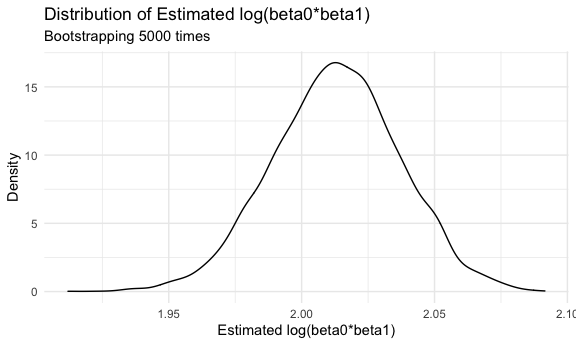 Distribution of Estimated log(beta0*beta1)
Bootstrapping 5000 times
15
10
5
0
Density
1.95
2.00
2.05
2.10
Estimated log(beta0*beta1)